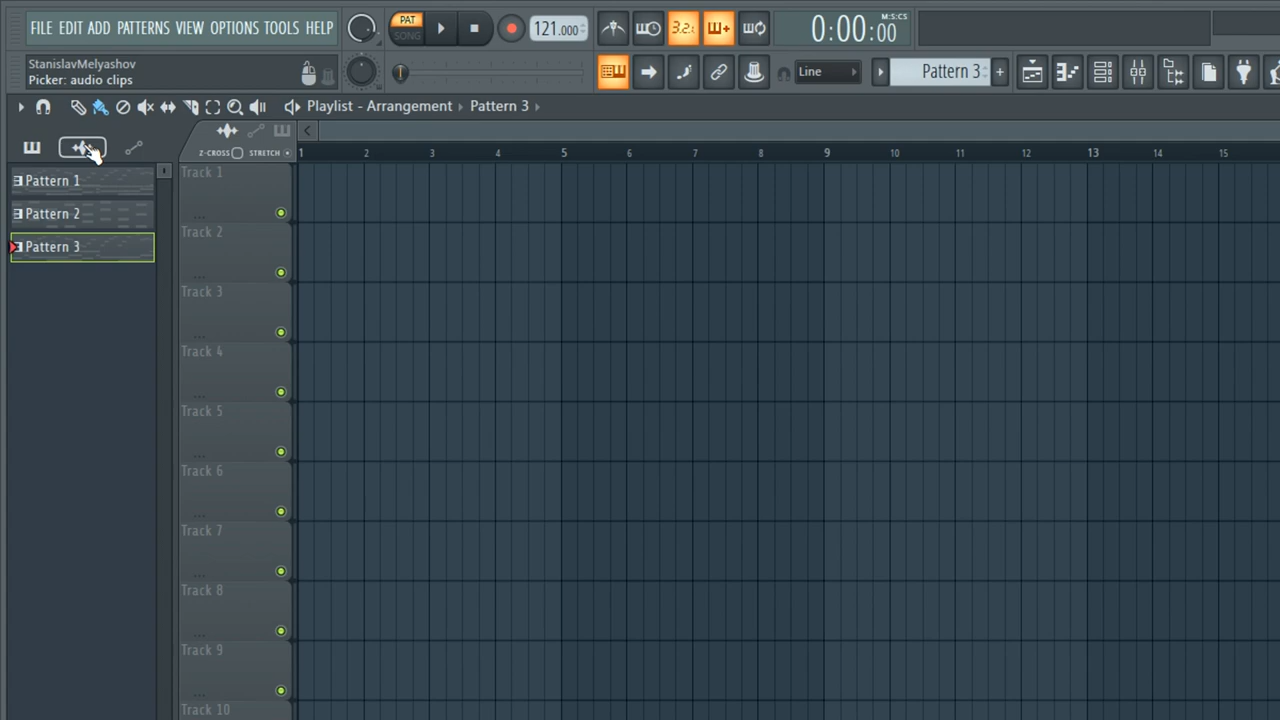 FILE EDIT ADD PATTERNS VIEW OPTIONS TOOLS HELP
PAT
SONG
121.000
3.2.
M:S:CS
0:00:00
StanislavMelyashov
Picker: audio clips
Line
Pattern 3
Playlist - Arrangement Pattern 3
Z-CROSS STRETCH
1 2 3 4 5 6 7 8 9 10 11 12 13 14 15
Pattern 1
Pattern 2
Pattern 3
Track 1
Track 2
Track 3
Track 4
Track 5
Track 6
Track 7
Track 8
Track 9
Track 10